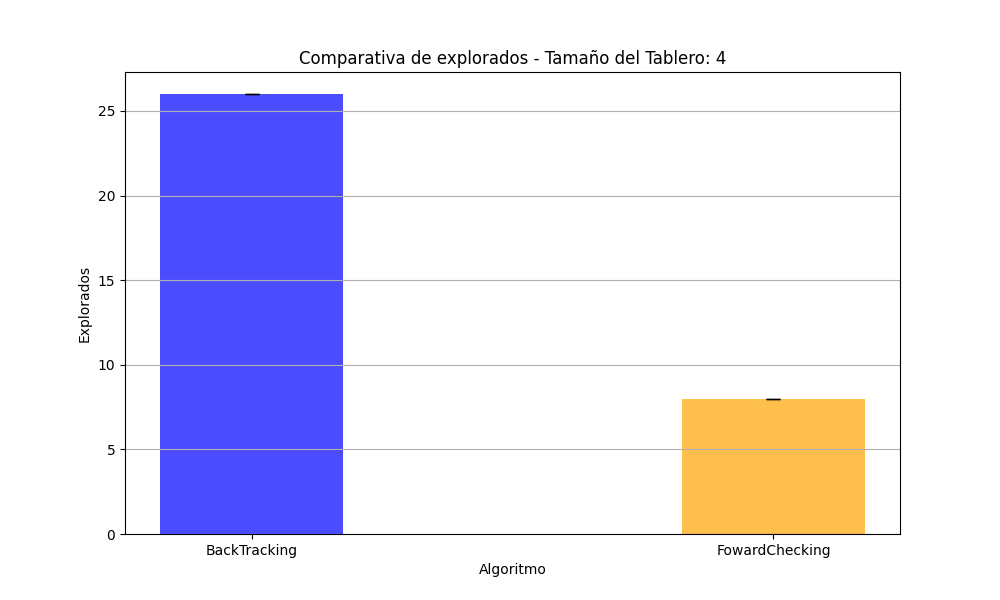 Comparativa de explorados - Tamaño del Tablero: 4
Explorados
25
20
15
10
5
0
BackTracking
FowardChecking
Algoritmo